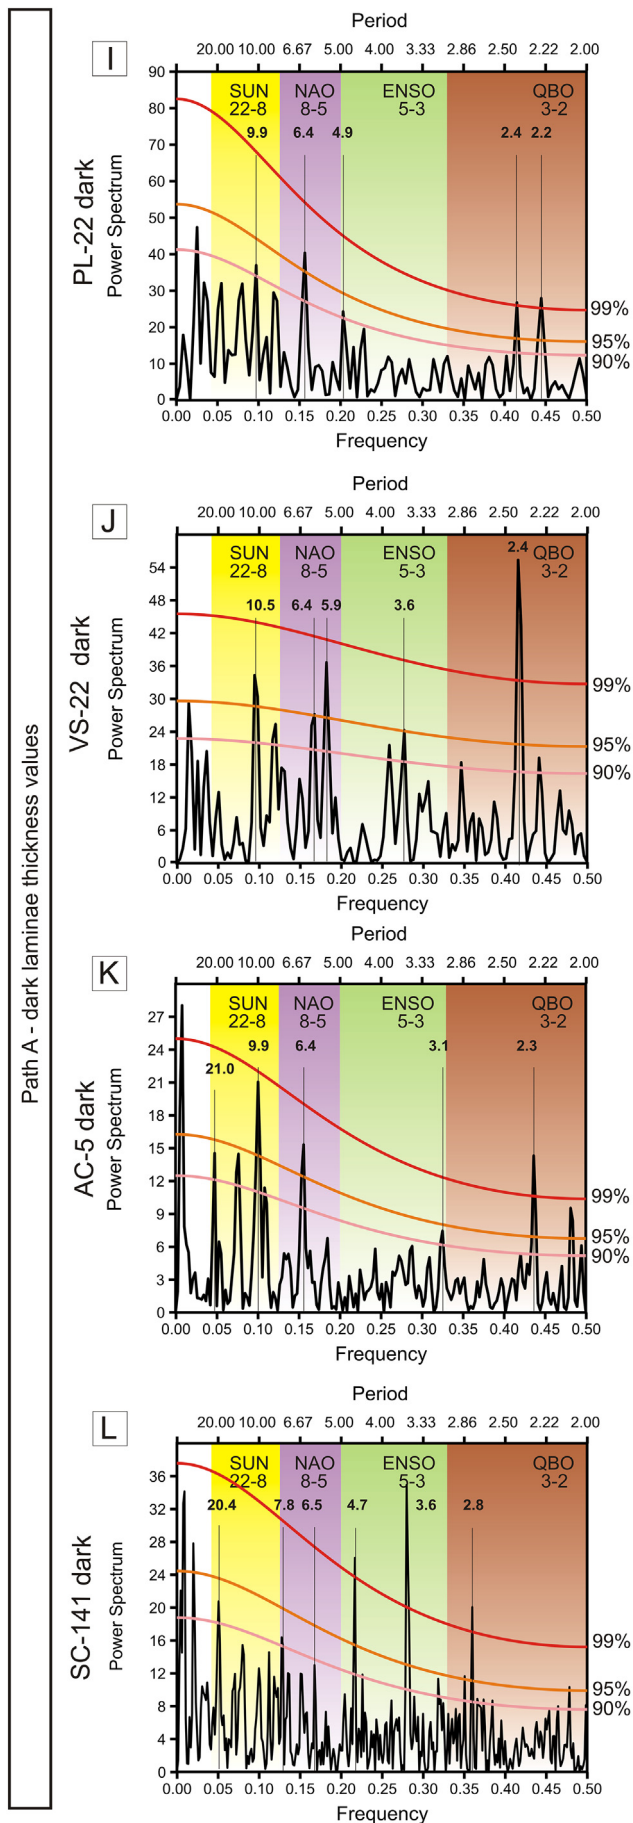 Path A - dark laminae thickness values
I
Period
20.00 10.00 6.67 5.00 4.00 3.33 2.86 2.50 2.22 2.00
SUN NAO ENSO QBO
22-8 8-5 5-3 3-2
9.9 6.4 4.9 2.4 2.2
PL-22 dark
Power Spectrum
90
80
70
60
50
40
30
20
10
0
99%
95%
90%
0.00 0.05 0.10 0.15 0.20 0.25 0.30 0.35 0.40 0.45 0.50
Frequency
J
Period
20.00 10.00 6.67 5.00 4.00 3.33 2.86 2.50 2.22 2.00
SUN NAO ENSO 2.4 QBO
22-8 8-5 5-3 3-2
10.5 6.4 5.9 3.6
VS-22 dark
Power Spectrum
54
48
42
36
30
24
18
12
6
0
99%
95%
90%
0.00 0.05 0.10 0.15 0.20 0.25 0.30 0.35 0.40 0.45 0.50
Frequency
K
Period
20.00 10.00 6.67 5.00 4.00 3.33 2.86 2.50 2.22 2.00
SUN NAO ENSO QBO
22-8 8-5 5-3 3-2
9.9 6.4 3.1 2.3
21.0
AC-5 dark
Power Spectrum
27
24
21
18
15
12
9
6
3
0
99%
95%
90%
0.00 0.05 0.10 0.15 0.20 0.25 0.30 0.35 0.40 0.45 0.50
Frequency
L
Period
20.00 10.00 6.67 5.00 4.00 3.33 2.86 2.50 2.22 2.00
SUN NAO ENSO QBO
22-8 8-5 5-3 3-2
20.4 7.8 6.5 4.7 3.6 2.8
SC-141 dark
Power Spectrum
36
32
28
24
20
16
12
8
4
0
99%
95%
90%
0.00 0.05 0.10 0.15 0.20 0.25 0.30 0.35 0.40 0.45 0.50
Frequency